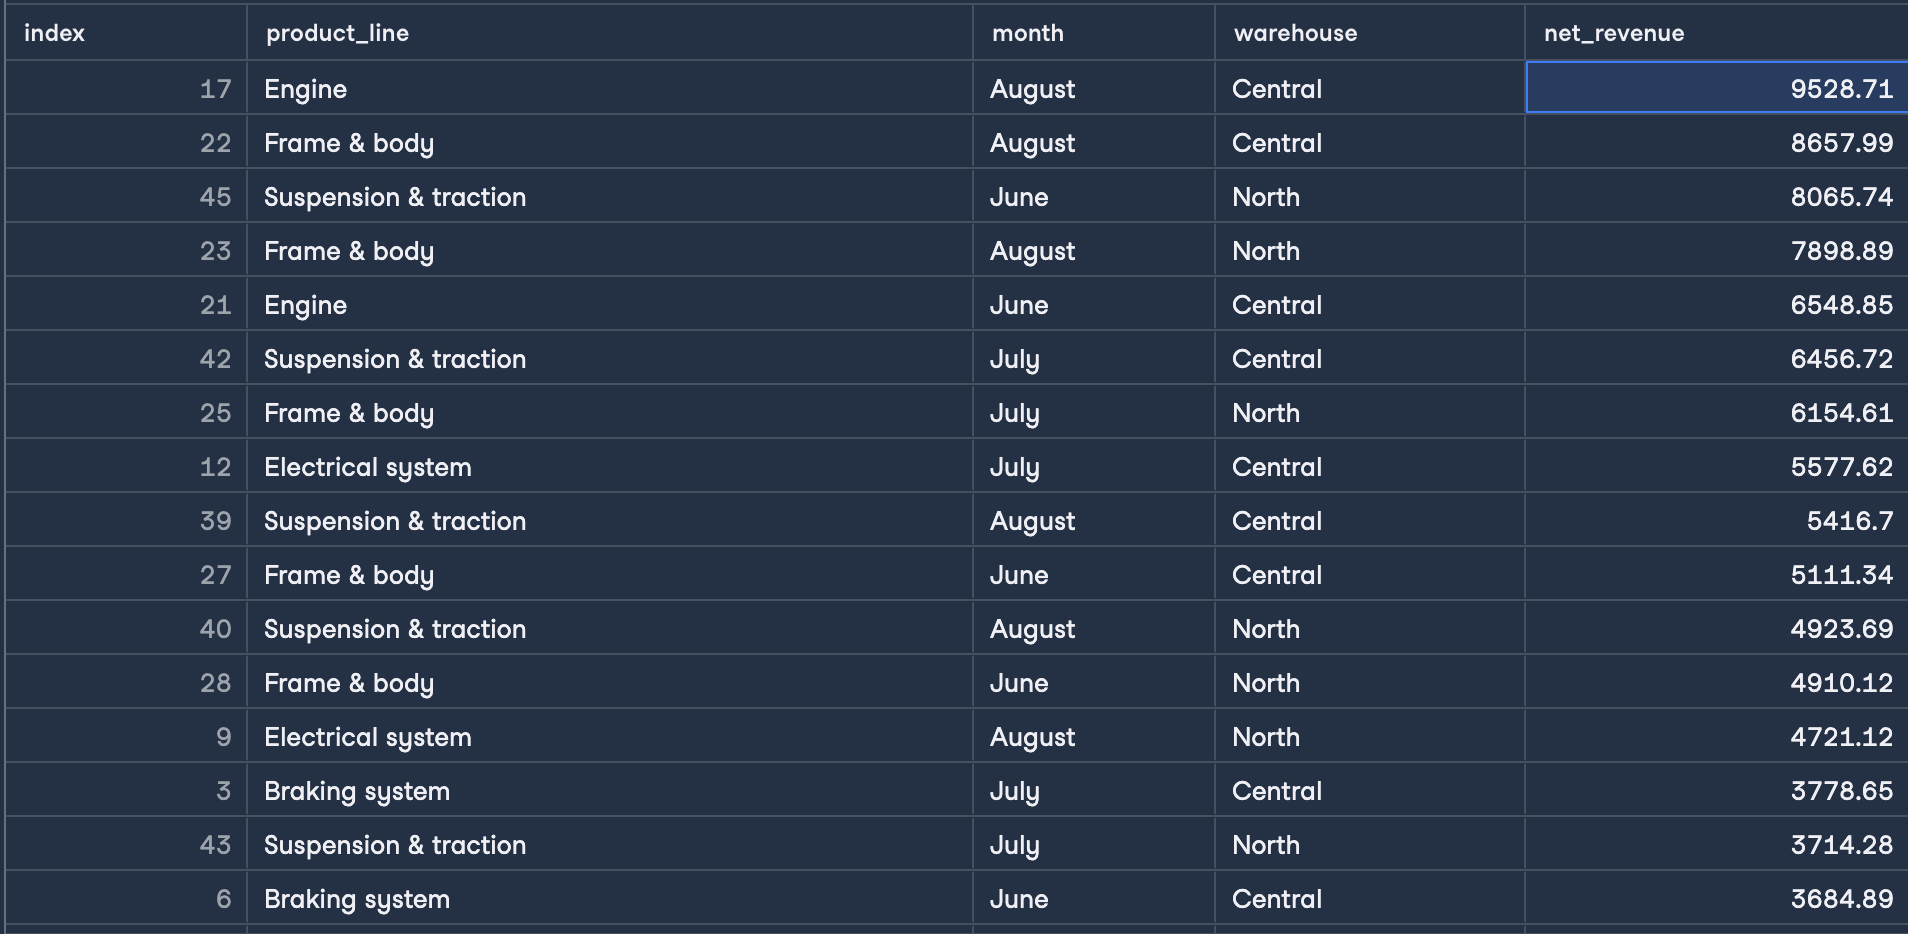 index product_line month warehouse net_revenue
17 Engine August Central 9528.71
22 Frame & body August Central 8657.99
45 Suspension & traction June North 8065.74
23 Frame & body August North 7898.89
21 Engine June Central 6548.85
42 Suspension & traction July Central 6456.72
25 Frame & body July North 6154.61
12 Electrical system July Central 5577.62
39 Suspension & traction August Central 5416.7
27 Frame & body June Central 5111.34
40 Suspension & traction August North 4923.69
28 Frame & body June North 4910.12
9 Electrical system August North 4721.12
3 Braking system July Central 3778.65
43 Suspension & traction July North 3714.28
6 Braking system June Central 3684.89